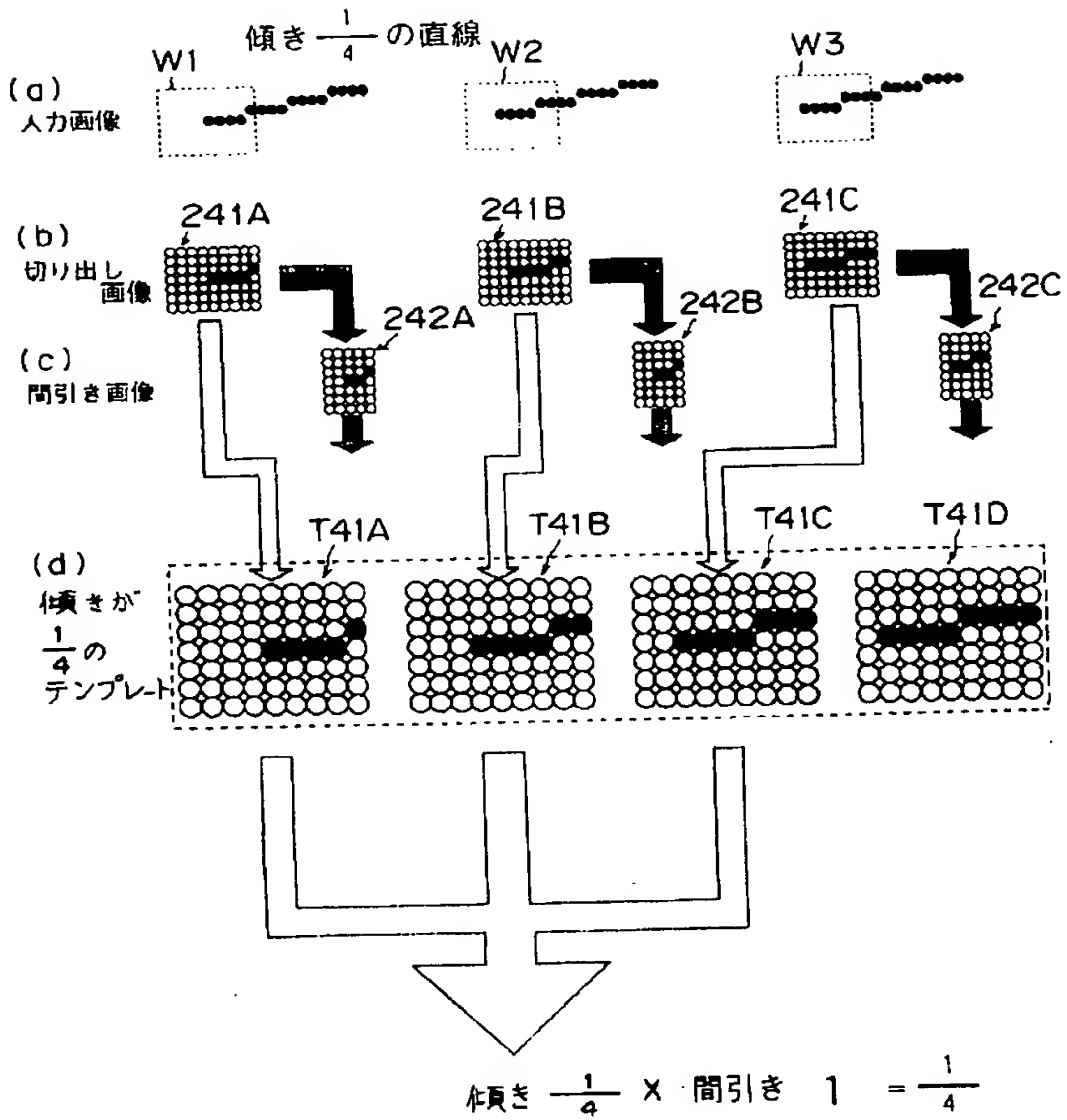 傾き 1/4 の直線
W1
W2
W3
(a)
入力画像
241A
241B
241C
(b)
切り出し
画像
242A
242B
242C
(c)
間引き画像
T41A
T41B
T41C
T41D
(d)
傾きが
1/4 の
テンプレート
傾き 1/4 × 間引き 1 = 1/4